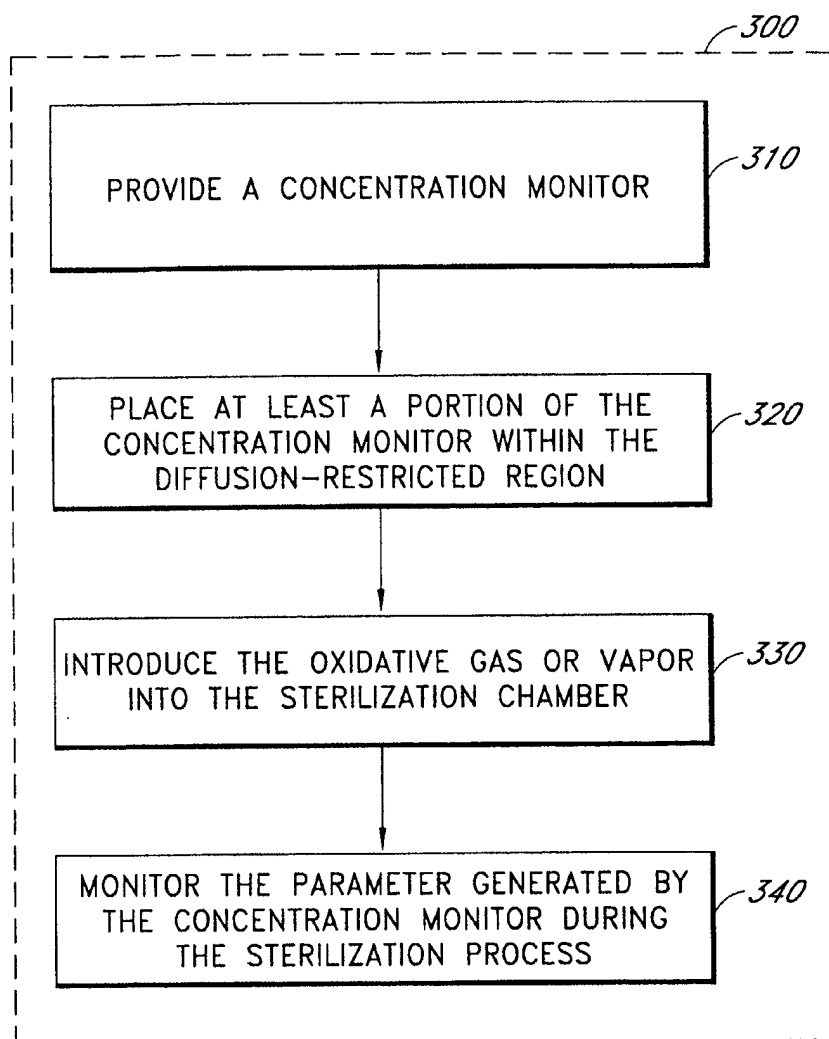 300
PROVIDE A CONCENTRATION MONITOR
310
PLACE AT LEAST A PORTION OF THE
CONCENTRATION MONITOR WITHIN THE
DIFFUSION-RESTRICTED REGION
320
INTRODUCE THE OXIDATIVE GAS OR VAPOR
INTO THE STERILIZATION CHAMBER
330
MONITOR THE PARAMETER GENERATED BY
THE CONCENTRATION MONITOR DURING
THE STERILIZATION PROCESS
340